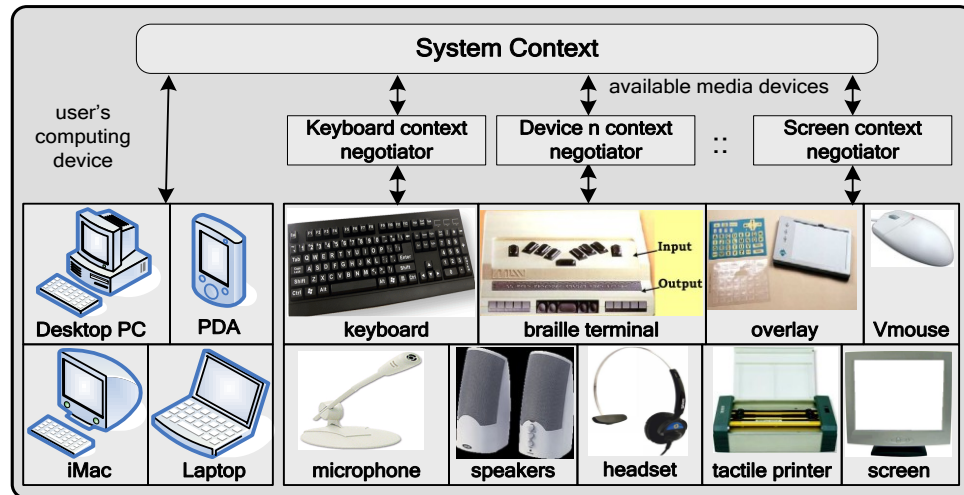 System Context
user's
computing
device
available media devices
Keyboard context
negotiator
Device n context
negotiator
::
Screen context
negotiator
Input
Output
Desktop PC
PDA
keyboard
braille terminal
overlay
Vmouse
iMac
Laptop
microphone
speakers
headset
tactile printer
screen